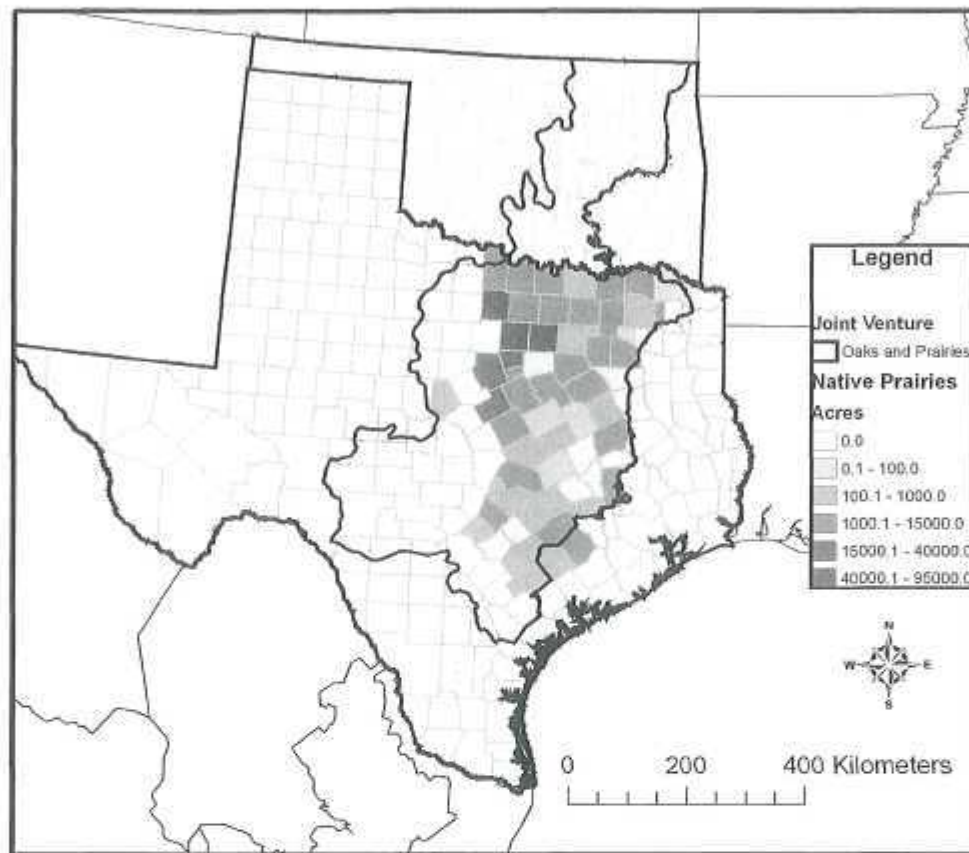 Legend
Joint Venture
Oaks and Prairies
Native Prairies
Acres
0.0
0.1 - 100.0
100.1 - 1000.0
1000.1 - 15000.0
15000.1 - 40000.0
40000.1 - 95000.0
N
W E
S
0 200 400 Kilometers